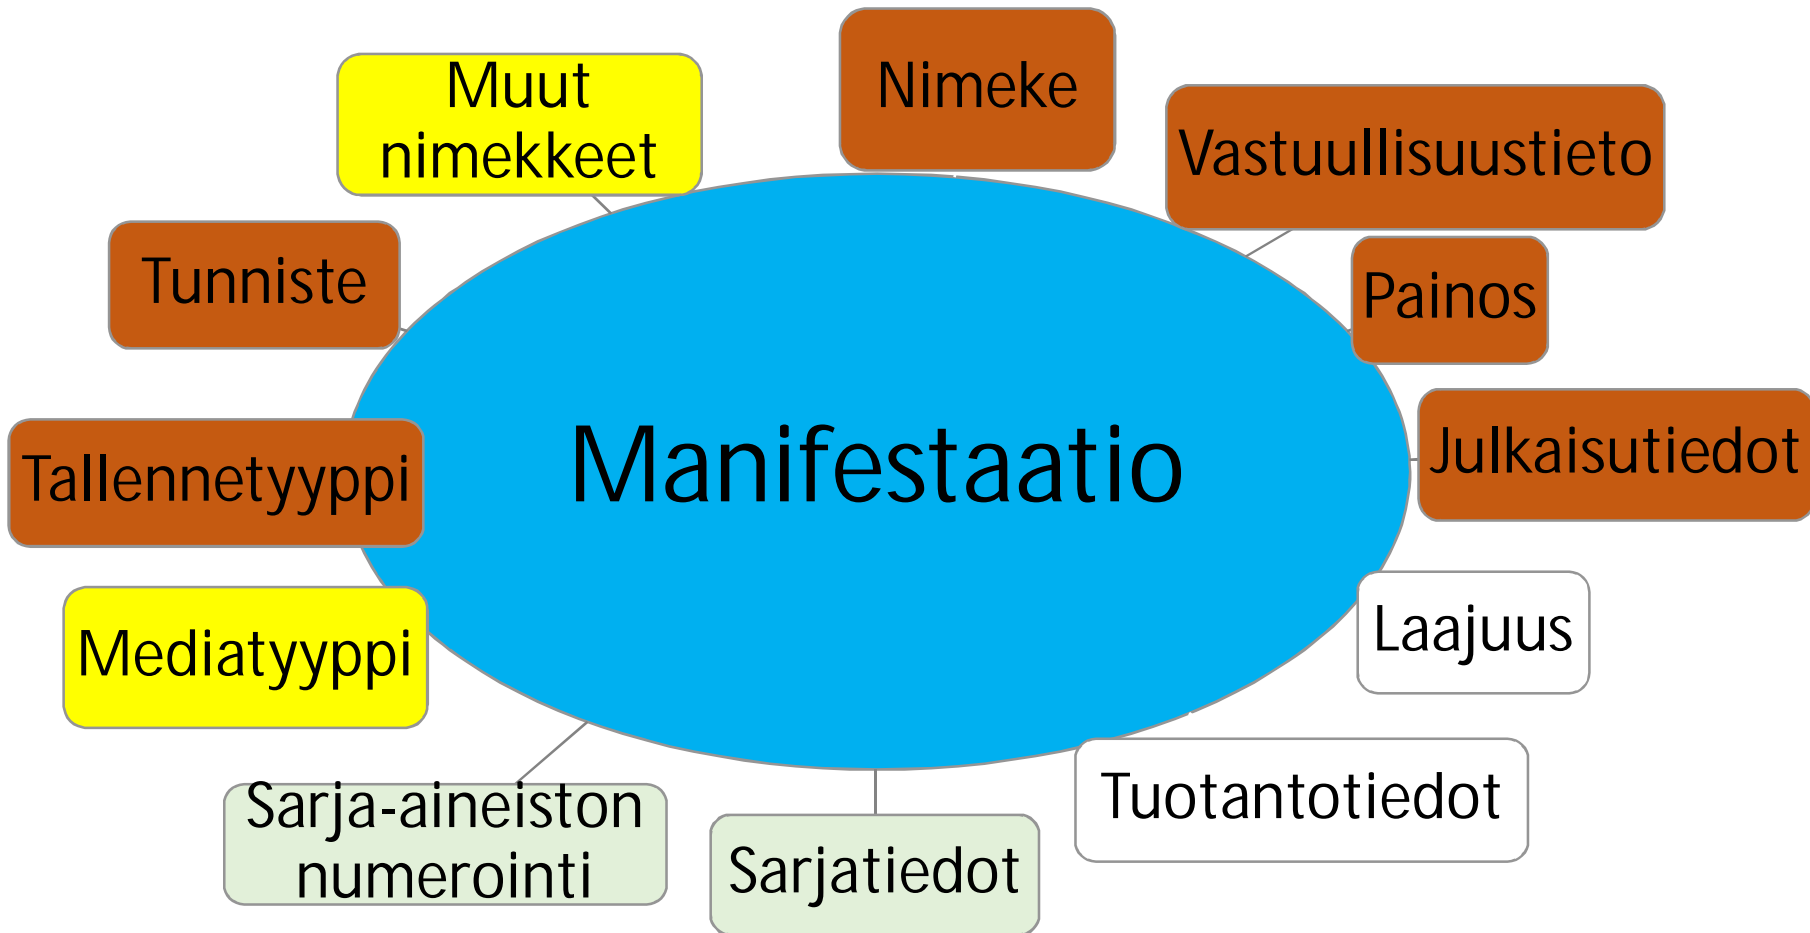 Nimeke
Muut
nimekkeet
Vastuullisuustieto
Tunniste
Painos
Tallennetyyppi
Manifestaatio
Julkaisutiedot
Mediatyyppi
Laajuus
Sarja-aineiston
numerointi
Sarjatiedot
Tuotantotiedot